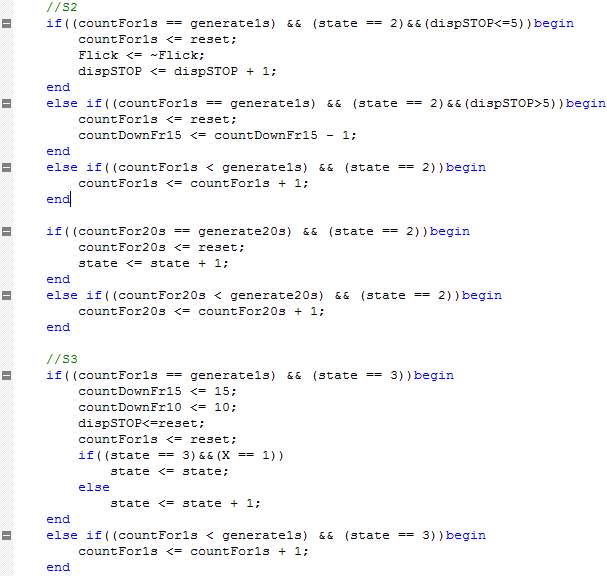 //S2
if((countFor1s == generate1s) && (state == 2)&&(dispSTOP<=5))begin
countFor1s <= reset;
Flick <= ~Flick;
dispSTOP <= dispSTOP + 1;
end
else if((countFor1s == generate1s) && (state == 2)&&(dispSTOP>5))begin
countFor1s <= reset;
countDownFr15 <= countDownFr15 - 1;
end
else if((countFor1s < generate1s) && (state == 2))begin
countFor1s <= countFor1s + 1;
end
if((countFor20s == generate20s) && (state == 2))begin
countFor20s <= reset;
state <= state + 1;
end
else if((countFor20s < generate20s) && (state == 2))begin
countFor20s <= countFor20s + 1;
end
//S3
if((countFor1s == generate1s) && (state == 3))begin
countDownFr15 <= 15;
countDownFr10 <= 10;
dispSTOP<=reset;
countFor1s <= reset;
if((state == 3)&&(X == 1))
state <= state;
else
state <= state + 1;
end
else if((countFor1s < generate1s) && (state == 3))begin
countFor1s <= countFor1s + 1;
end